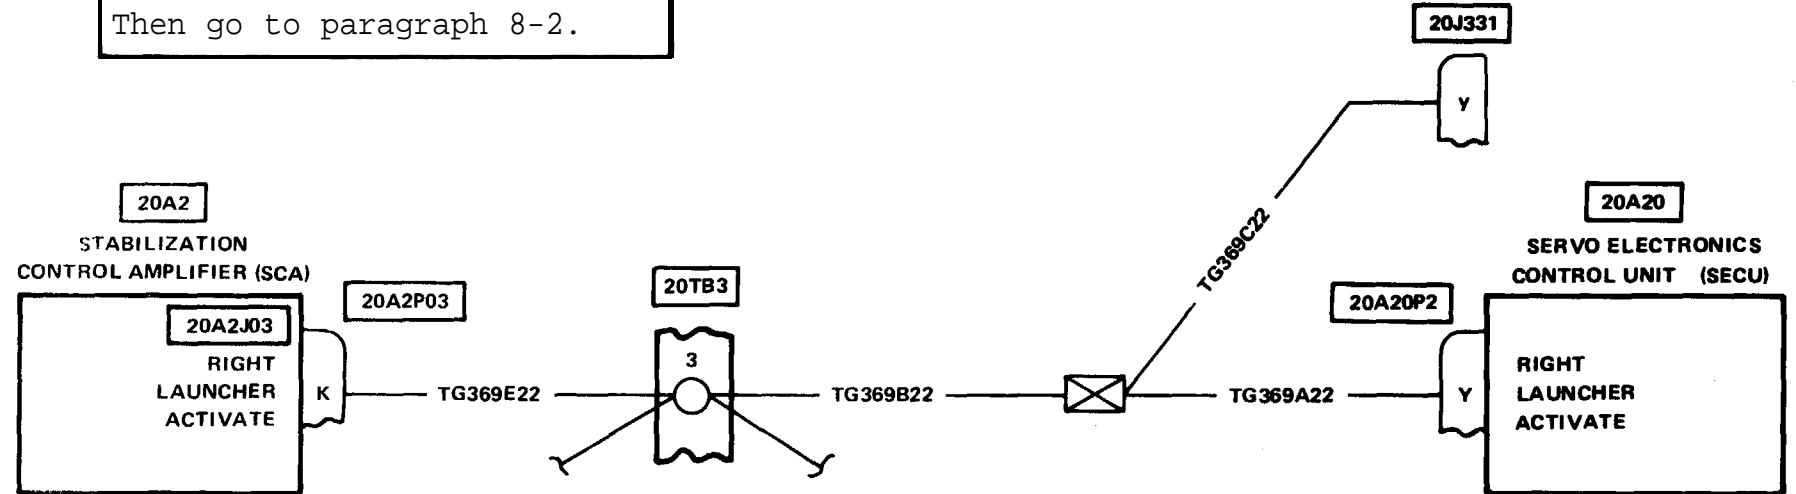 Then go to paragraph 8-2.
20J331
y
20A2
STABILIZATION
CONTROL AMPLIFIER (SCA)
20A2J03
RIGHT
LAUNCHER
ACTIVATE
20A2P03
K
TG369E22
20TB3
3
TG369B22
TG369C22
TG369A22
20A20P2
Y
20A20
SERVO ELECTRONICS
CONTROL UNIT (SECU)
RIGHT
LAUNCHER
ACTIVATE